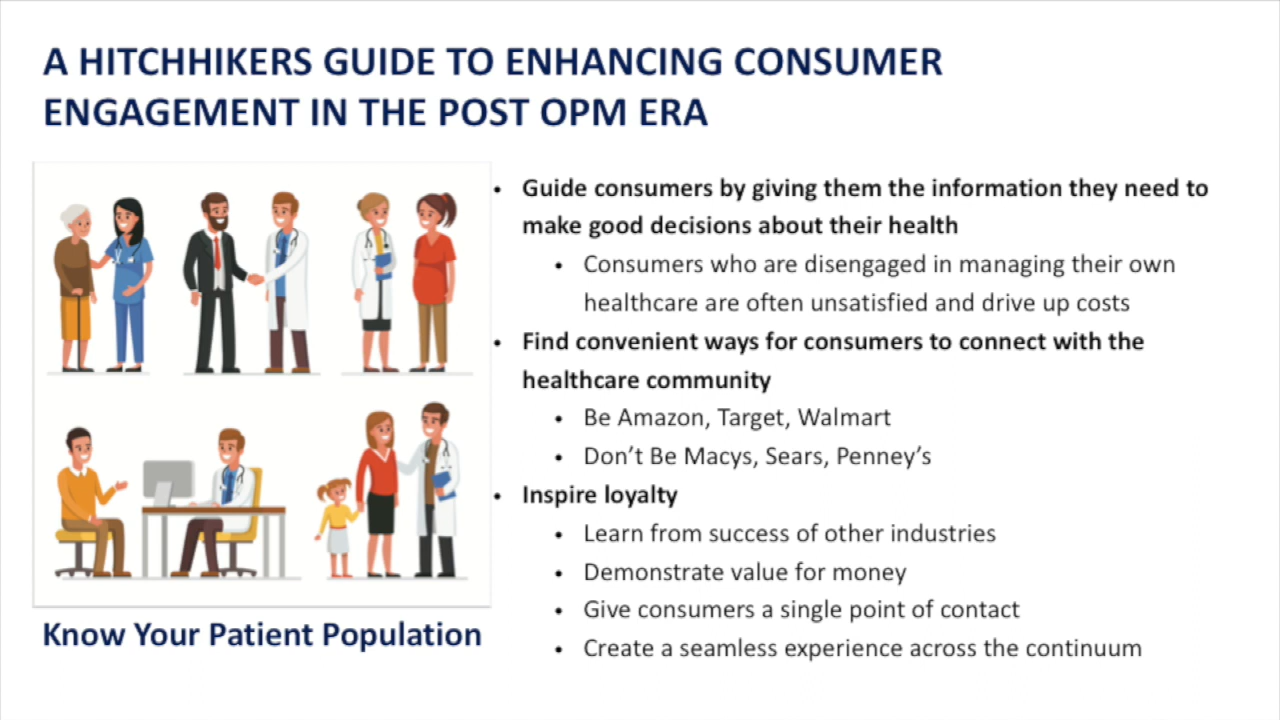 A HITCHHIKERS GUIDE TO ENHANCING CONSUMER
ENGAGEMENT IN THE POST OPM ERA
• Guide consumers by giving them the information they need to
make good decisions about their health
• Consumers who are disengaged in managing their own
healthcare are often unsatisfied and drive up costs
• Find convenient ways for consumers to connect with the
healthcare community
• Be Amazon, Target, Walmart
• Don’t Be Macys, Sears, Penney’s
• Inspire loyalty
• Learn from success of other industries
• Demonstrate value for money
• Give consumers a single point of contact
• Create a seamless experience across the continuum
Know Your Patient Population